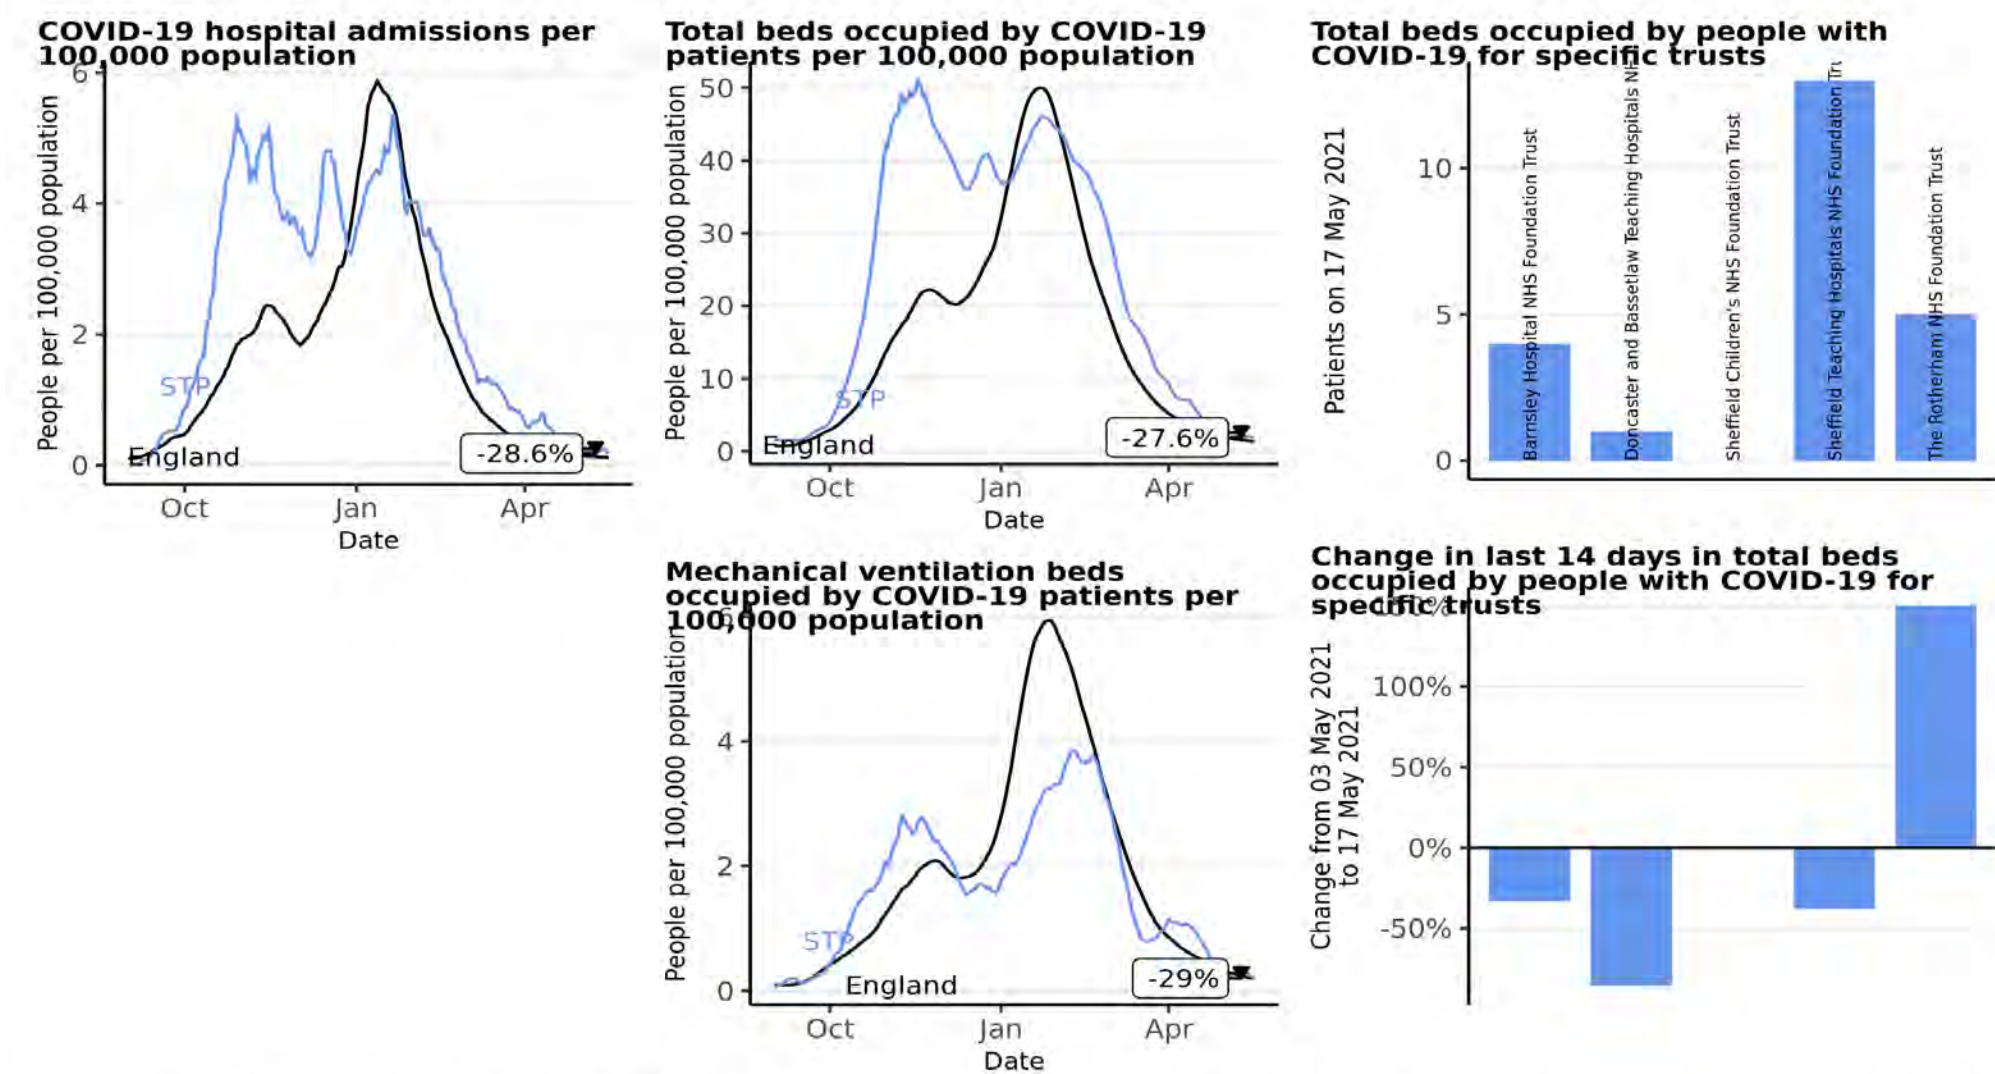 COVID-19 hospital admissions per
100,000 population
People per 100,000 population
6
4
2
0
STP
England
-28.6%
Oct
Jan
Apr
Date
Total beds occupied by COVID-19
patients per 100,000 population
People per 100,000 population
50
40
30
20
10
0
STP
England
-27.6%
Oct
Jan
Apr
Date
Total beds occupied by people with
COVID-19 for specific trusts
Patients on 17 May 2021
10
5
0
Barnsley Hospital NHS Foundation Trust
Doncaster and Bassetlaw Teaching Hospitals
Sheffield Children's NHS Foundation Trust
Sheffield Teaching Hospitals NHS Foundation
The Rotherham NHS Foundation Trust
Mechanical ventilation beds
occupied by COVID-19 patients per
100,000 population
People per 100,000 population
4
2
0
STP
England
-29%
Oct
Jan
Apr
Date
Change in last 14 days in total beds
occupied by people with COVID-19 for
specific trusts
Change from 03 May 2021
to 17 May 2021
100%
50%
0%
-50%